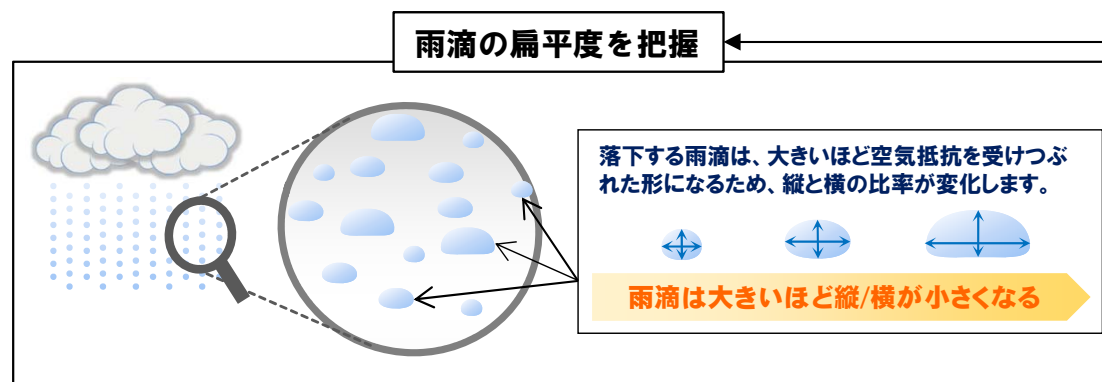 雨滴の扁平度を把握
落下する雨滴は、大きいほど空気抵抗を受けつぶ
れた形になるため、縦と横の比率が変化します。
雨滴は大きいほど縦/横が小さくなる